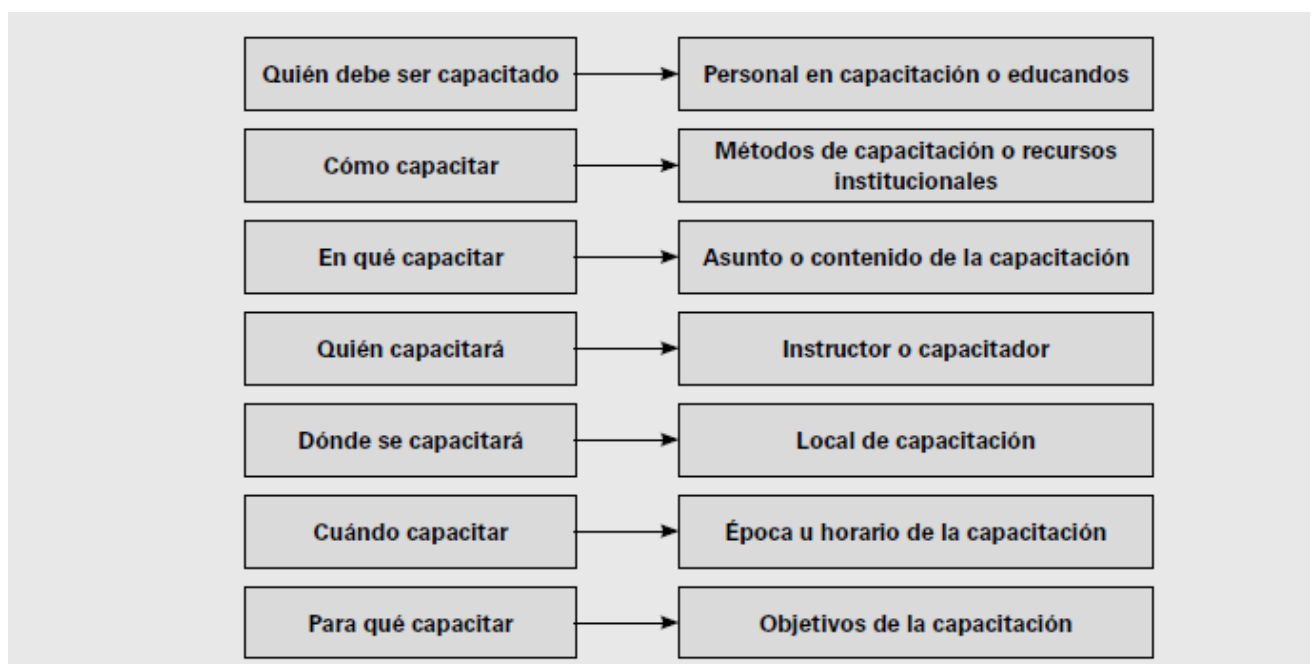 Quién debe ser capacitado
Personal en capacitación o educandos
Cómo capacitar
Métodos de capacitación o recursos
institucionales
En qué capacitar
Asunto o contenido de la capacitación
Quién capacitará
Instructor o capacitador
Dónde se capacitará
Local de capacitación
Cuándo capacitar
Época u horario de la capacitación
Para qué capacitar
Objetivos de la capacitación